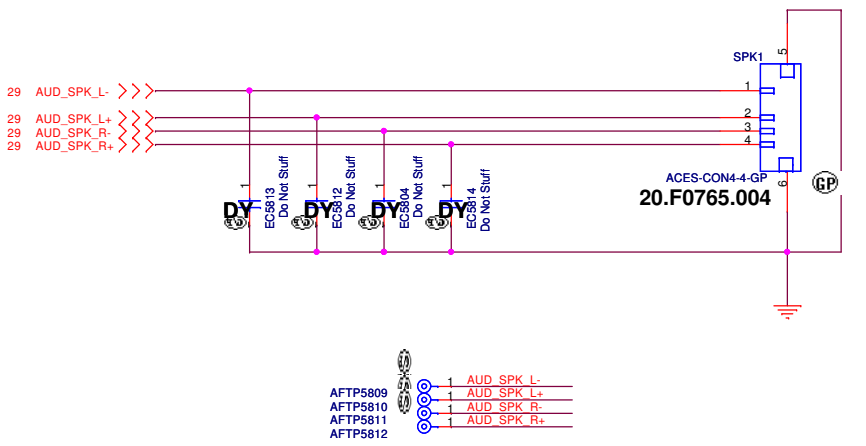 5
SPK1
29 AUD_SPK_L-
1
29 AUD_SPK_L+
2
29 AUD_SPK_R-
3
29 AUD_SPK_R+
4
ACES-CON4-4-GP
20.F0765.004
6
GP
1
DY
EC5813
Do Not Stuff
1
DY
EC5812
Do Not Stuff
1
DY
EC5804
Do Not Stuff
1
DY
EC5814
Do Not Stuff
AFTP5809
1 AUD_SPK_L-
AFTP5810
1 AUD_SPK_L+
AFTP5811
1 AUD_SPK_R-
AFTP5812
1 AUD_SPK_R+